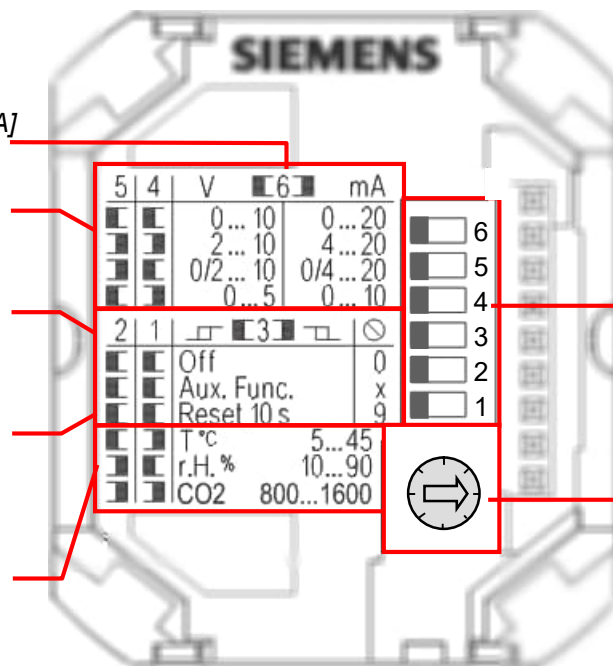 SIEMENS
A]
5 4 V 6 mA
0... 10 0...20
2... 10 4...20
0/2... 10 0/4...20
0...5 0... 10
2 1 3
Off 0
Aux. Func. x
Reset 10 s 9
T °C 5...45
r.H. % 10...90
CO2 800...1600
6
5
4
3
2
1